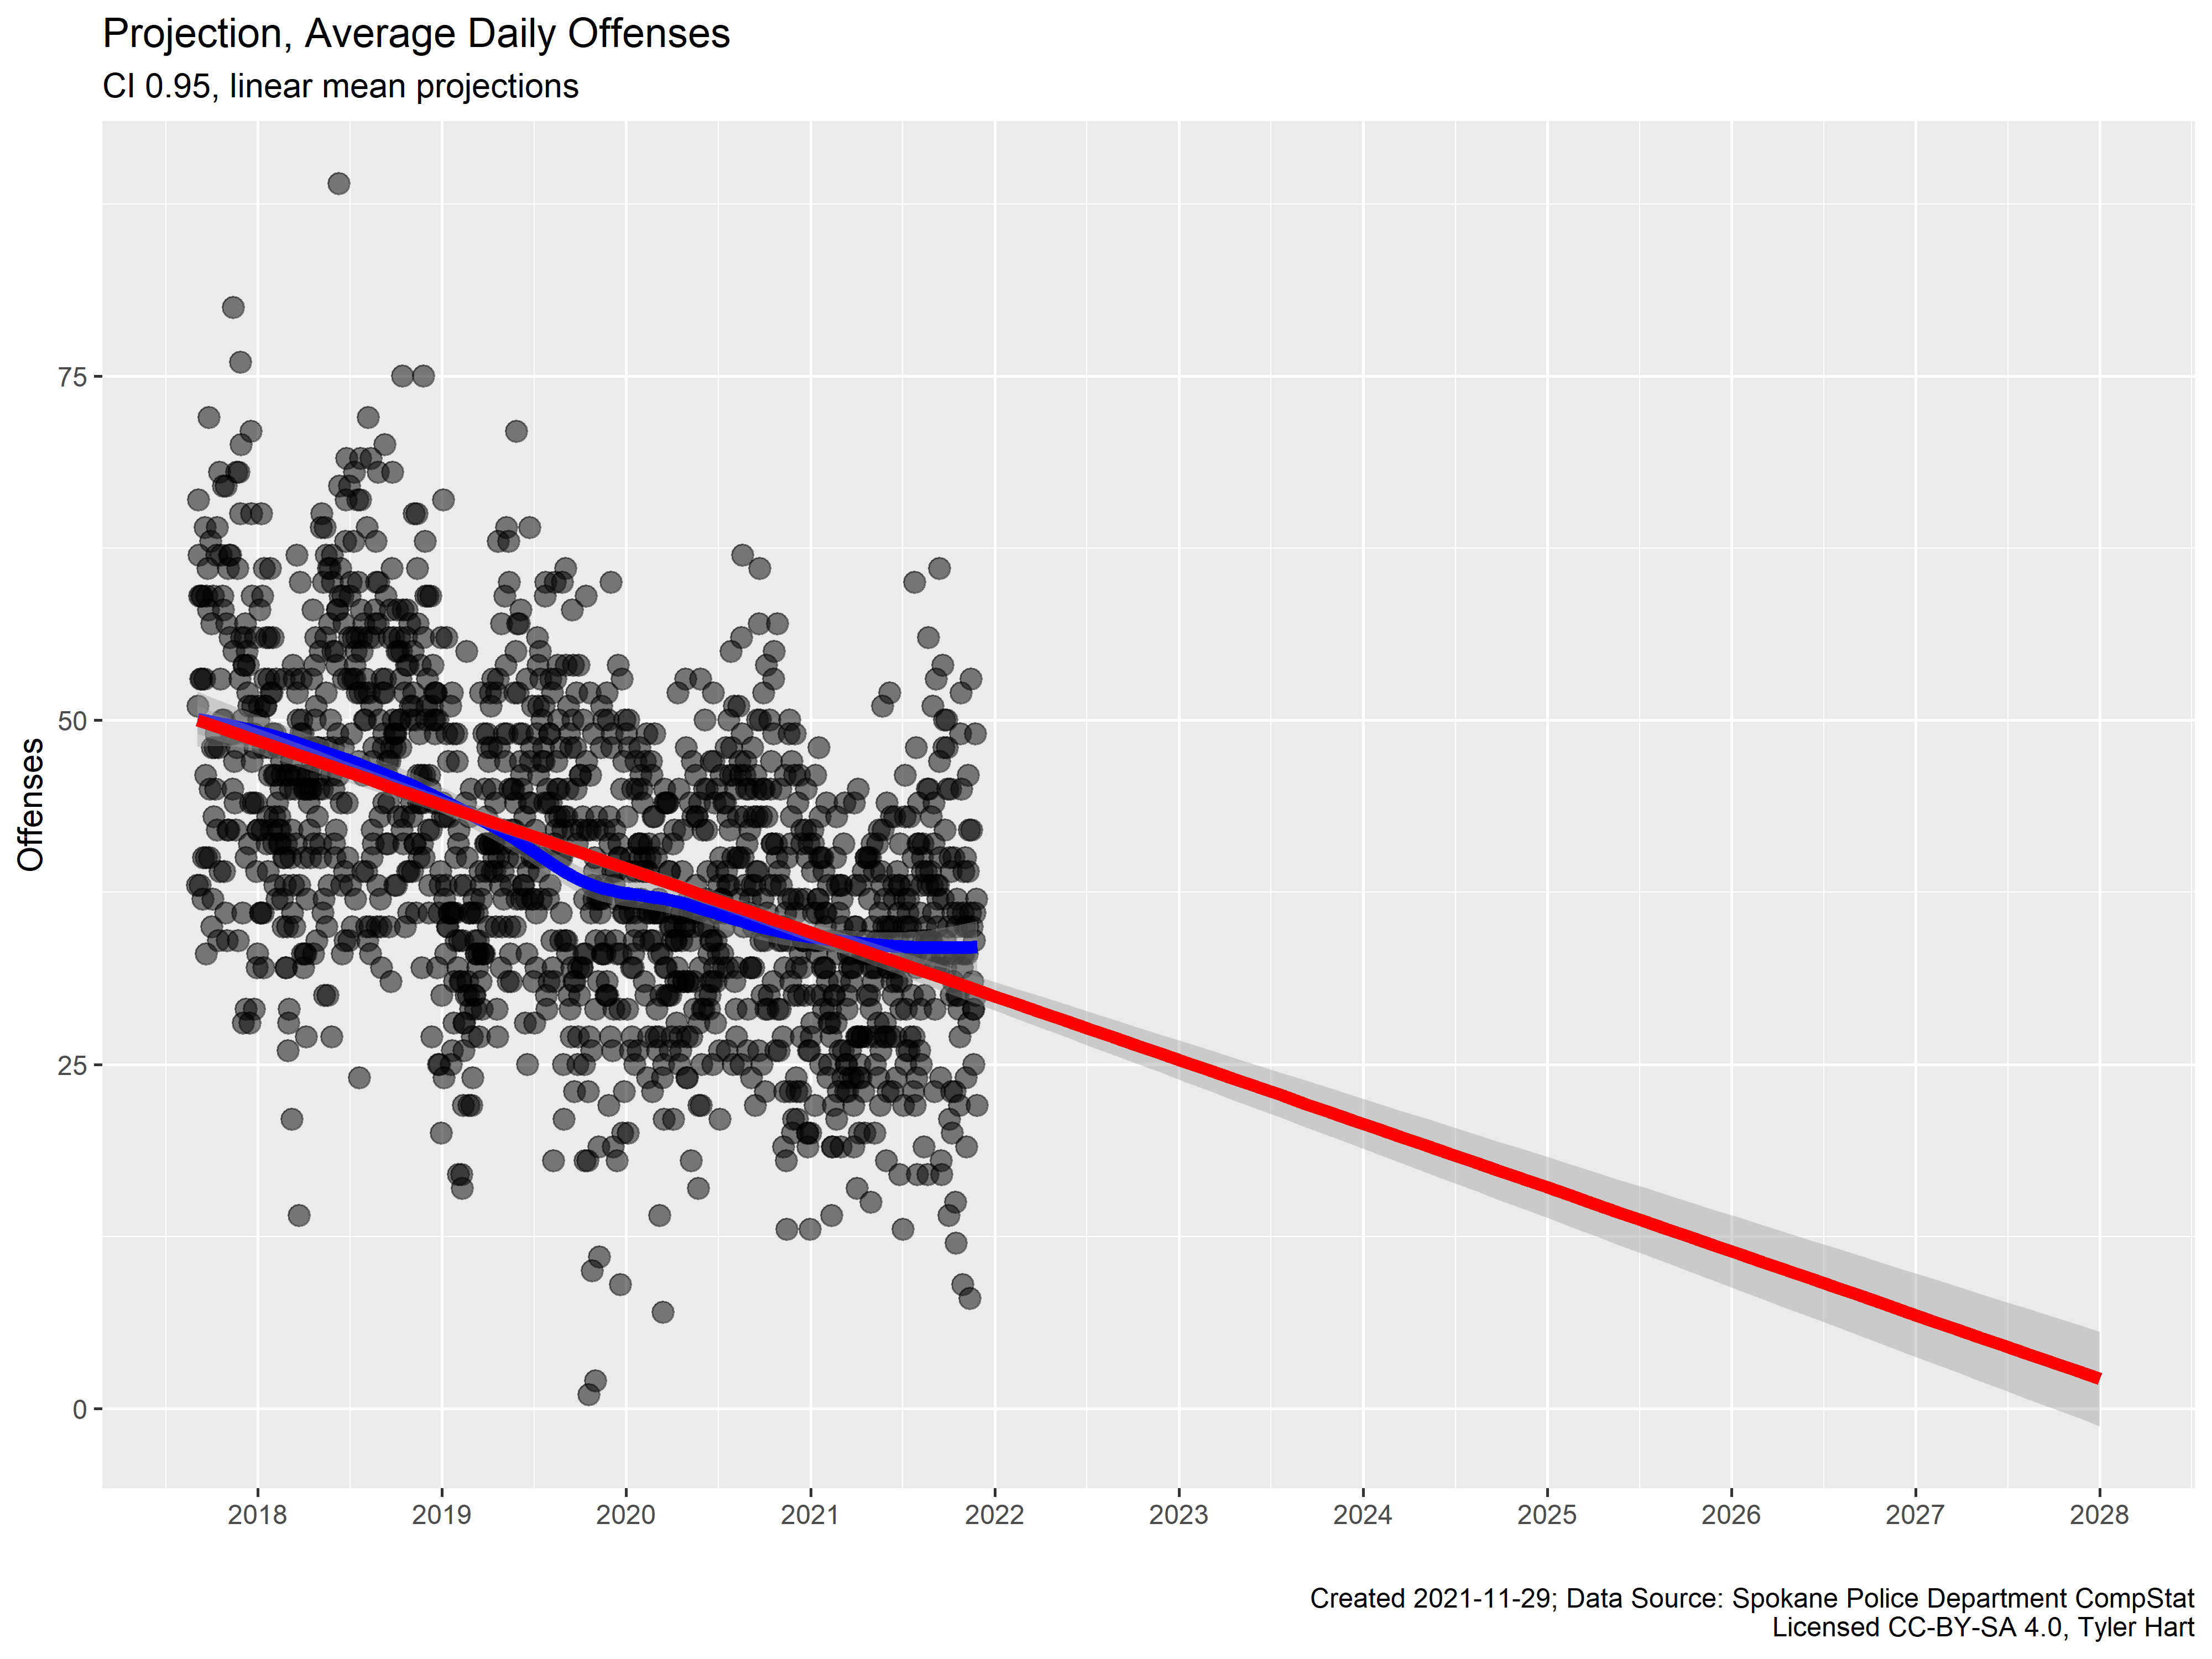 Projection, Average Daily Offenses
CI 0.95, linear mean projections
Offenses
75
50
25
0
2018 2019 2020 2021 2022 2023 2024 2025 2026 2027 2028
Created 2021-11-29; Data Source: Spokane Police Department CompStat
Licensed CC-BY-SA 4.0, Tyler Hart